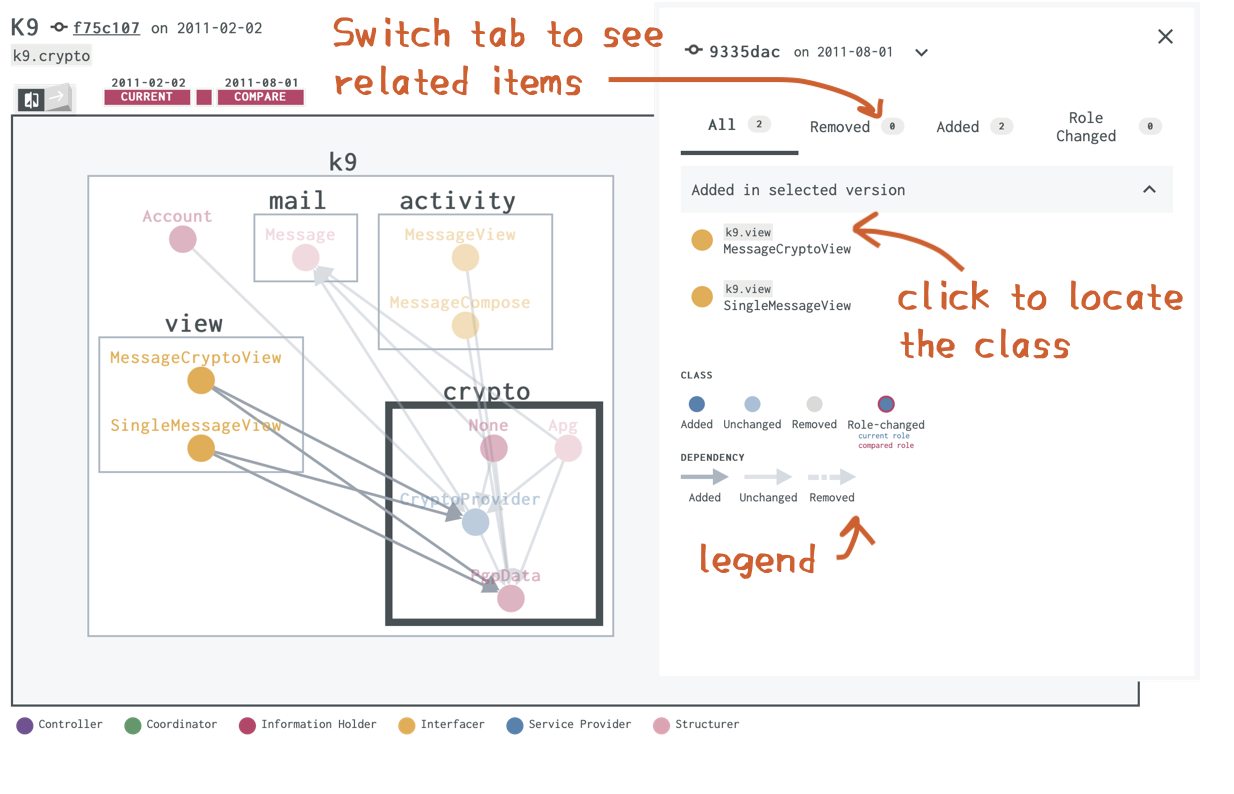 K9 f75c107 on 2011-02-02
k9.crypto
2011-02-02 2011-08-01
CURRENT COMPARE
Switch tab to see
related items
9335dac on 2011-08-01
All 2 Removed 0 Added 2 Role Changed 0
Added in selected version
k9.view
MessageCryptoView
k9.view
SingleMessageView
click to locate
the class
CLASS
Added Unchanged Removed Role-changed
current role
compared role
DEPENDENCY
Added Unchanged Removed
legend
k9
mail activity
Account Message MessageView
MessageCompose
view
MessageCryptoView
SingleMessageView
crypto
None Apg
CryptoProvider
PgpData
Controller Coordinator Information Holder Interfacer Service Provider Structurer